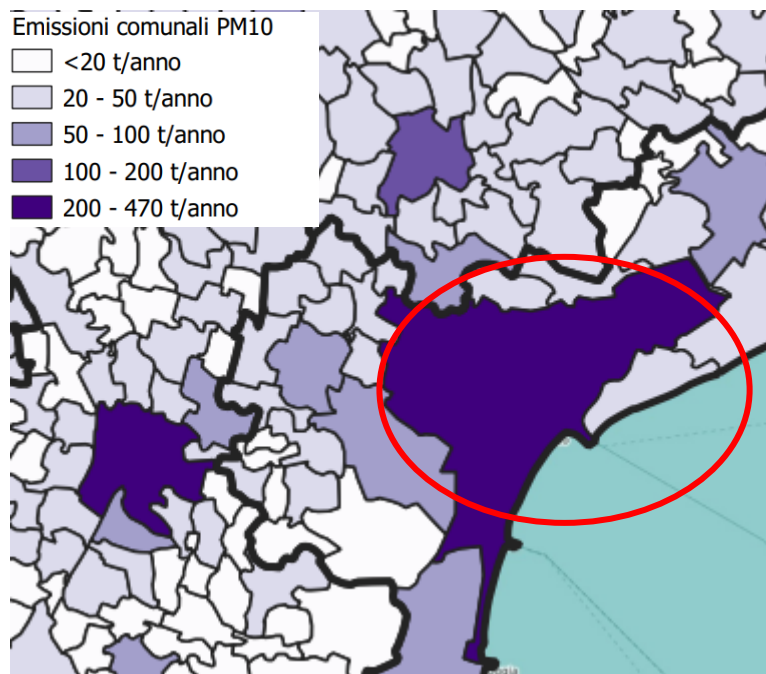 Emissioni comunali PM10
<20 t/anno
20 - 50 t/anno
50 - 100 t/anno
100 - 200 t/anno
200 - 470 t/anno